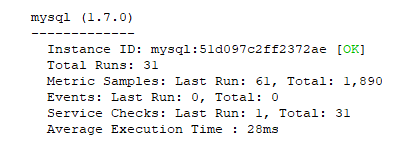 mysql (1.7.0)
-------------
Instance ID: mysql:51d097c2ff2372ae [OK]
Total Runs: 31
Metric Samples: Last Run: 61, Total: 1,890
Events: Last Run: 0, Total: 0
Service Checks: Last Run: 1, Total: 31
Average Execution Time : 28ms